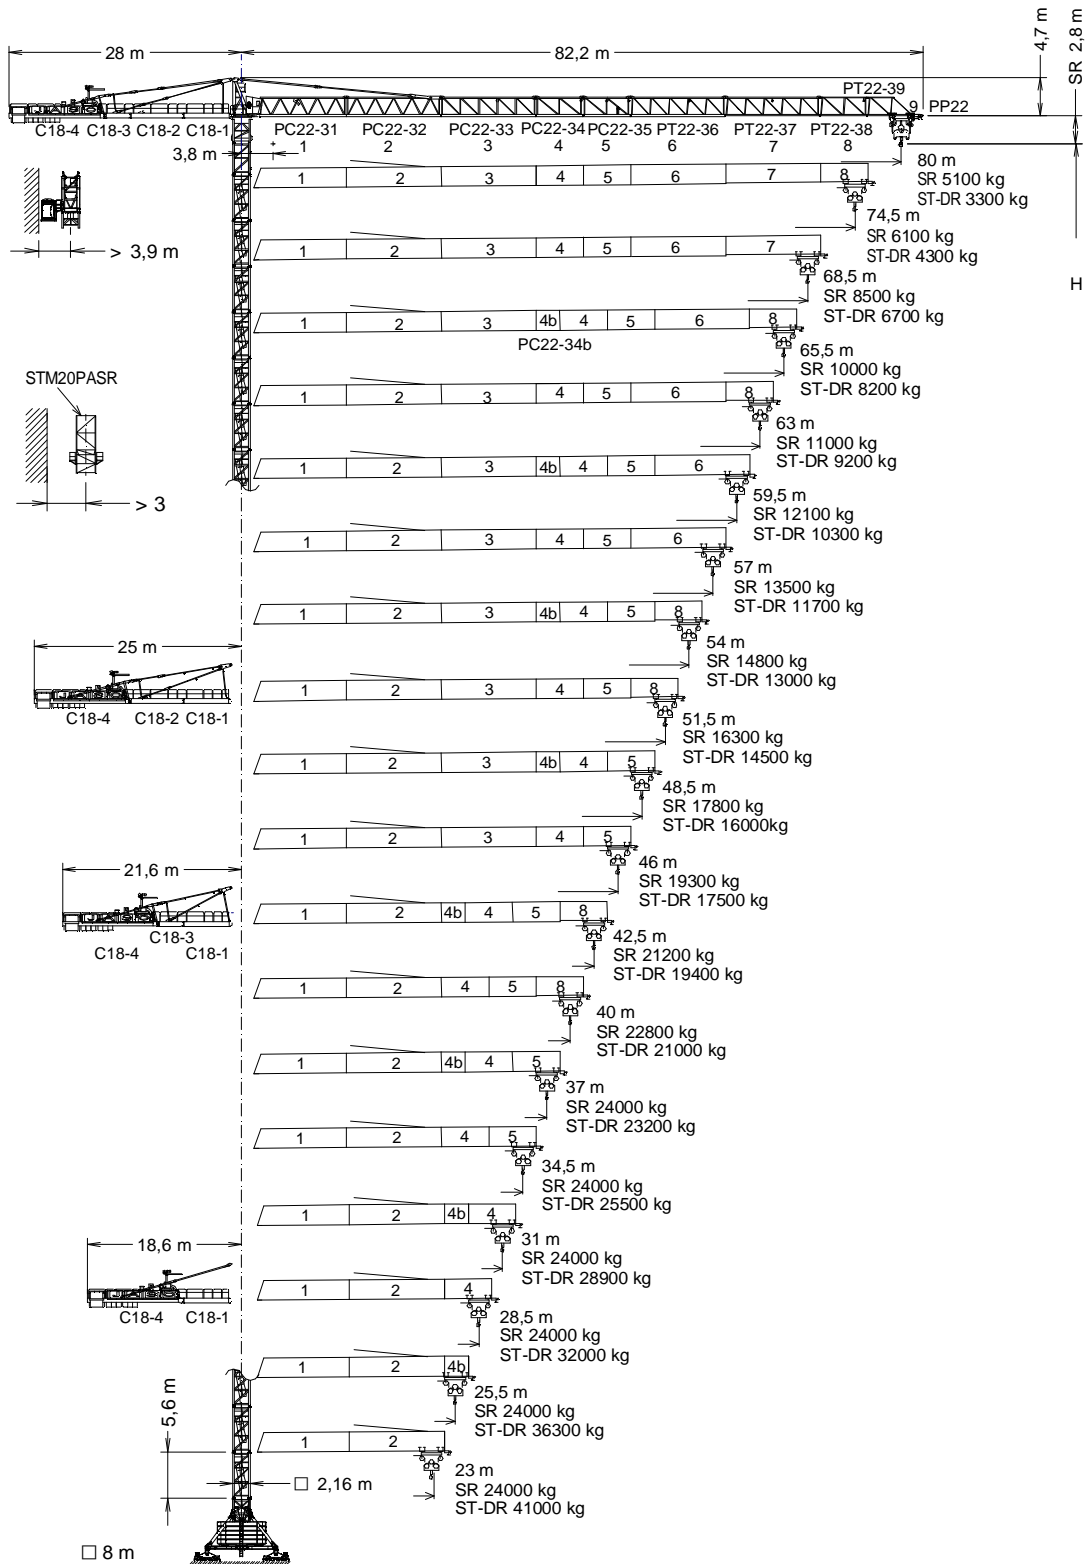 28 m
82,2 m
4,7 m
SR 2,8 m
PT22-39
9 PP22
C18-4 C18-3 C18-2 C18-1
PC22-31 PC22-32 PC22-33 PC22-34 PC22-35 PT22-36 PT22-37 PT22-38
3,8 m
1 2 3 4 5 6 7 8
80 m
SR 5100 kg
ST-DR 3300 kg
1 2 3 4 5 6 7 8
> 3,9 m
74,5 m
SR 6100 kg
ST-DR 4300 kg
1 2 3 4 5 6 7
H
68,5 m
SR 8500 kg
ST-DR 6700 kg
1 2 3 4b 4 5 6 8
PC22-34b
65,5 m
SR 10000 kg
ST-DR 8200 kg
STM20PASR
1 2 3 4 5 6 8
63 m
SR 11000 kg
ST-DR 9200 kg
1 2 3 4b 4 5 6
> 3
59,5 m
SR 12100 kg
ST-DR 10300 kg
1 2 3 4 5 6
57 m
SR 13500 kg
ST-DR 11700 kg
1 2 3 4b 4 5 8
54 m
SR 14800 kg
ST-DR 13000 kg
25 m
C18-4 C18-2 C18-1
1 2 3 4 5 8
51,5 m
SR 16300 kg
ST-DR 14500 kg
1 2 3 4b 4 5
48,5 m
SR 17800 kg
ST-DR 16000kg
1 2 3 4 5
46 m
SR 19300 kg
ST-DR 17500 kg
21,6 m
C18-3
C18-4 C18-1
1 2 4b 4 5 8
42,5 m
SR 21200 kg
ST-DR 19400 kg
1 2 4 5 8
40 m
SR 22800 kg
ST-DR 21000 kg
1 2 4b 4 5
37 m
SR 24000 kg
ST-DR 23200 kg
1 2 4 5
34,5 m
SR 24000 kg
ST-DR 25500 kg
1 2 4b 4
31 m
SR 24000 kg
ST-DR 28900 kg
18,6 m
C18-4 C18-1
1 2 4
28,5 m
SR 24000 kg
ST-DR 32000 kg
1 2 4b
25,5 m
SR 24000 kg
ST-DR 36300 kg
5,6 m
1 2
23 m
SR 24000 kg
ST-DR 41000 kg
□ 2,16 m
□ 8 m